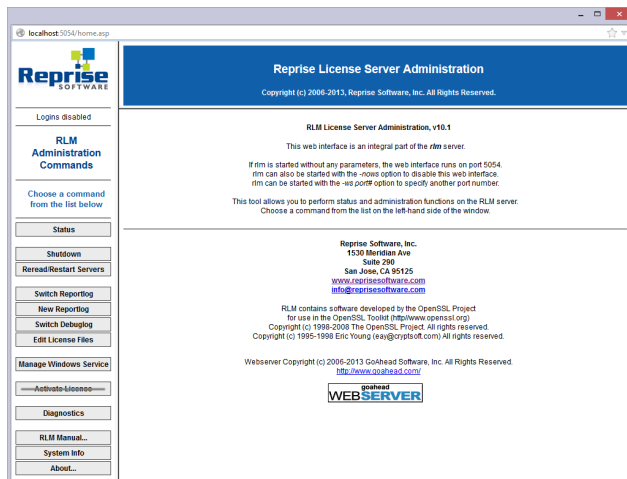 localhost:5054/home.asp
Reprise
SOFTWARE
Logins disabled
RLM
Administration
Commands
Choose a command
from the list below
Status
Shutdown
Reread/Restart Servers
Switch Reportlog
New Reportlog
Switch Debuglog
Edit License Files
Manage Windows Service
Activate License
Diagnostics
RLM Manual...
System Info
About...
Reprise License Server Administration
Copyright (c) 2006-2013, Reprise Software, Inc. All Rights Reserved.
RLM License Server Administration, v10.1
This web interface is an integral part of the rlm server.
If rlm is started without any parameters, the web interface runs on port 5054.
rlm can also be started with the -nows option to disable this web interface.
rlm can be started with the -ws port# option to specify another port number.
This tool allows you to perform status and administration functions on the RLM server.
Choose a command from the list on the left-hand side of the window.
Reprise Software, Inc.
1530 Meridian Ave
Suite 290
San Jose, CA 95125
www.reprisesoftware.com
info@reprisesoftware.com
RLM contains software developed by the OpenSSL Project
for use in the OpenSSL Toolkit (http//www.openssl.org)
Copyright (c) 1998-2008 The OpenSSL Project. All rights reserved.
Copyright (c) 1995-1998 Eric Young (eay@cryptsoft.com) All rights reserved.
Webserver Copyright (c) 2006-2013 GoAhead Software, Inc. All Rights Reserved.
http://www.goahead.com/
goahead
WEBSERVER